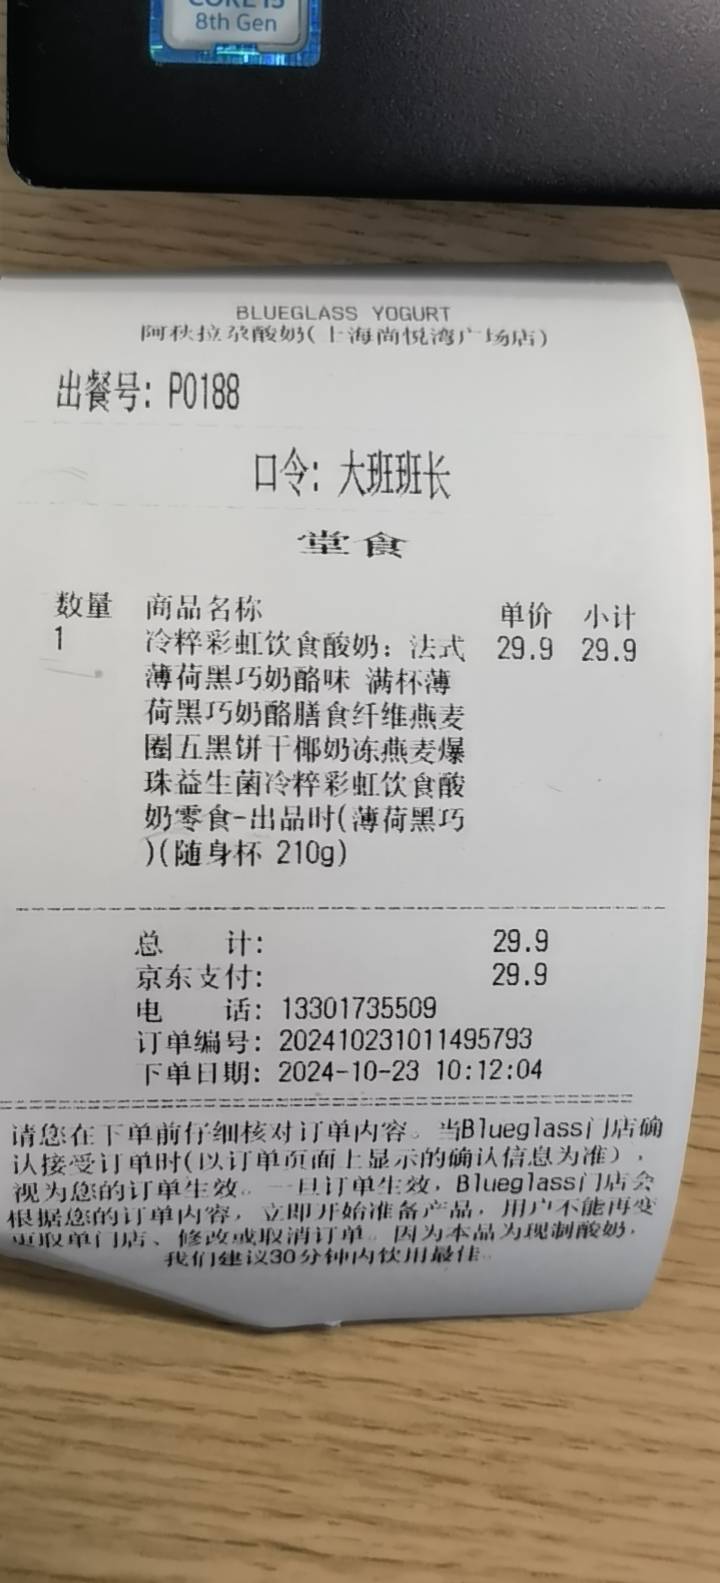 CORE i5
8th Gen
BLUEGLASS YOGURT
阿秋拉尕酸奶(上海尚悦湾广场店)
出餐号: P0188
口令: 大班班长
堂食
数量 商品名称 单价 小计
1 冷粹彩虹饮食酸奶: 法式 29.9 29.9
薄荷黑巧奶酪味 满杯薄
荷黑巧奶酪膳食纤维燕麦
圈五黑饼干椰奶冻燕麦爆
珠益生菌冷粹彩虹饮食酸
奶零食-出品时(薄荷黑巧
)(随身杯 210g)
总 计: 29.9
京东支付: 29.9
电 话: 13301735509
订单编号: 202410231011495793
下单日期: 2024-10-23 10:12:04
请您在下单前仔细核对订单内容。当Blueglass门店确
认接受订单时(以订单页面上显示的确认信息为准),
视为您的订单生效。一旦订单生效, Blueglass门店会
根据您的订单内容, 立即开始准备产品, 用户不能再变
更取单门店、修改或取消订单。因为本品为现制酸奶,
我们建议30分钟内饮用最佳。